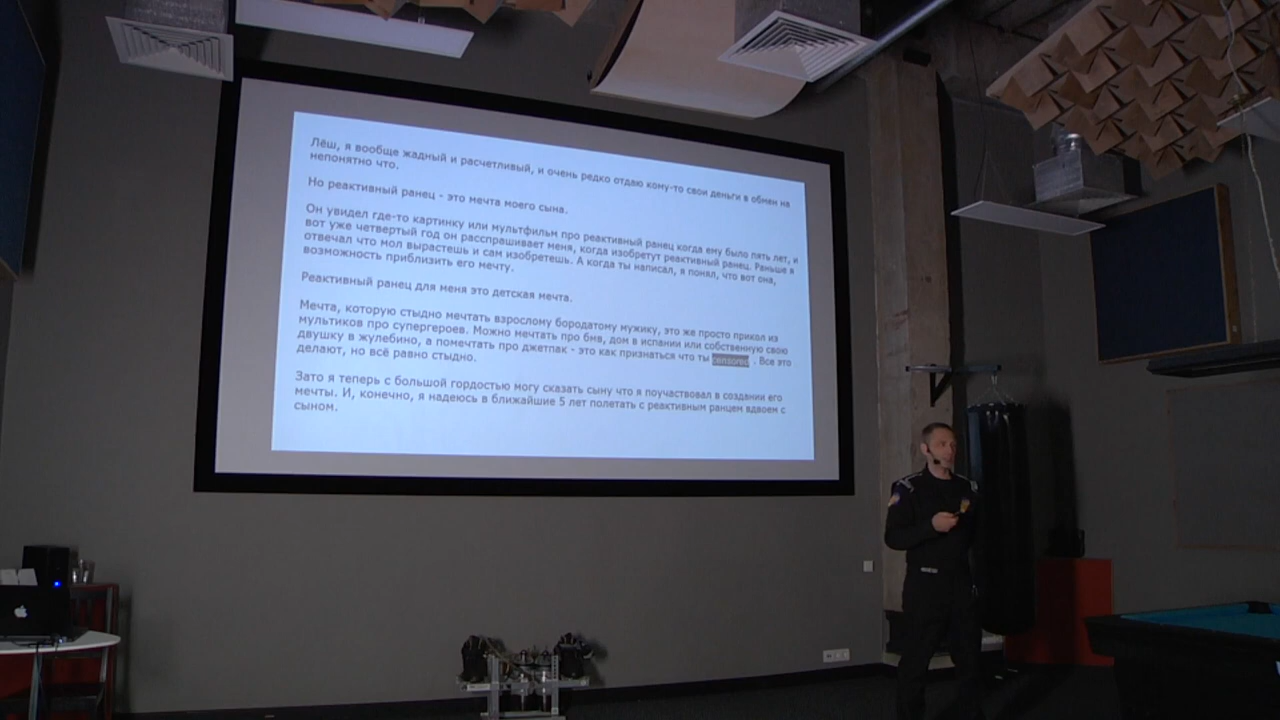 Лёш, я вообще жадный и расчетливый, и очень редко отдаю кому-то свои деньги в обмен на
непонятно что.
Но реактивный ранец - это мечта моего сына.
Он увидел где-то картинку или мультфильм про реактивный ранец когда ему было пять лет, и
вот уже четвертый год он расспрашивает меня, когда изобретут реактивный ранец. Раньше я
отвечал что мол вырастешь и сам изобретешь. А когда ты написал, я понял, что вот она,
возможность приблизить его мечту.
Реактивный ранец для меня это детская мечта.
Мечта, которую стыдно мечтать взрослому бородатому мужику, это же просто прикол из
мультиков про супергероев. Можно мечтать про бмв, дом в испании или собственную свою
двушку в жулебино, а помечтать про джетпак - это как признаться что ты censored . Все это
делают, но всё равно стыдно.
Зато я теперь с большой гордостью могу сказать сыну что я поучаствовал в создании его
мечты. И, конечно, я надеюсь в ближайшие 5 лет полетать с реактивным ранцем вдвоем с
сыном.